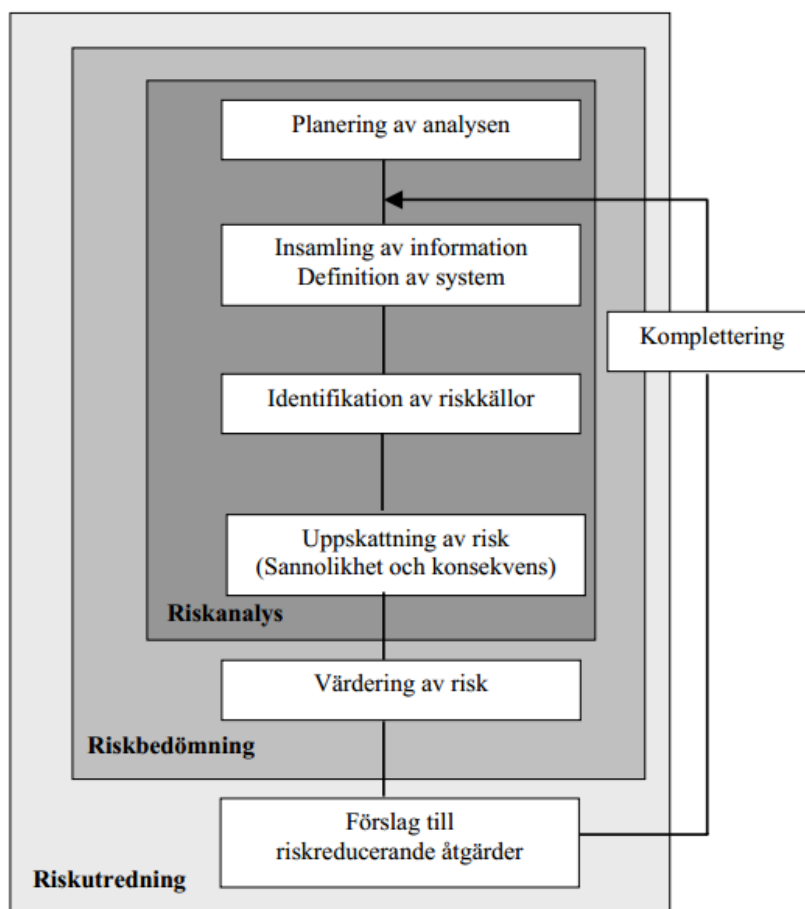 Planering av analysen
Insamling av information
Definition av system
Komplettering
Identifikation av riskkällor
Uppskattning av risk
(Sannolikhet och konsekvens)
Riskanalys
Värdering av risk
Riskbedömning
Förslag till
riskreducerande åtgärder
Riskutredning